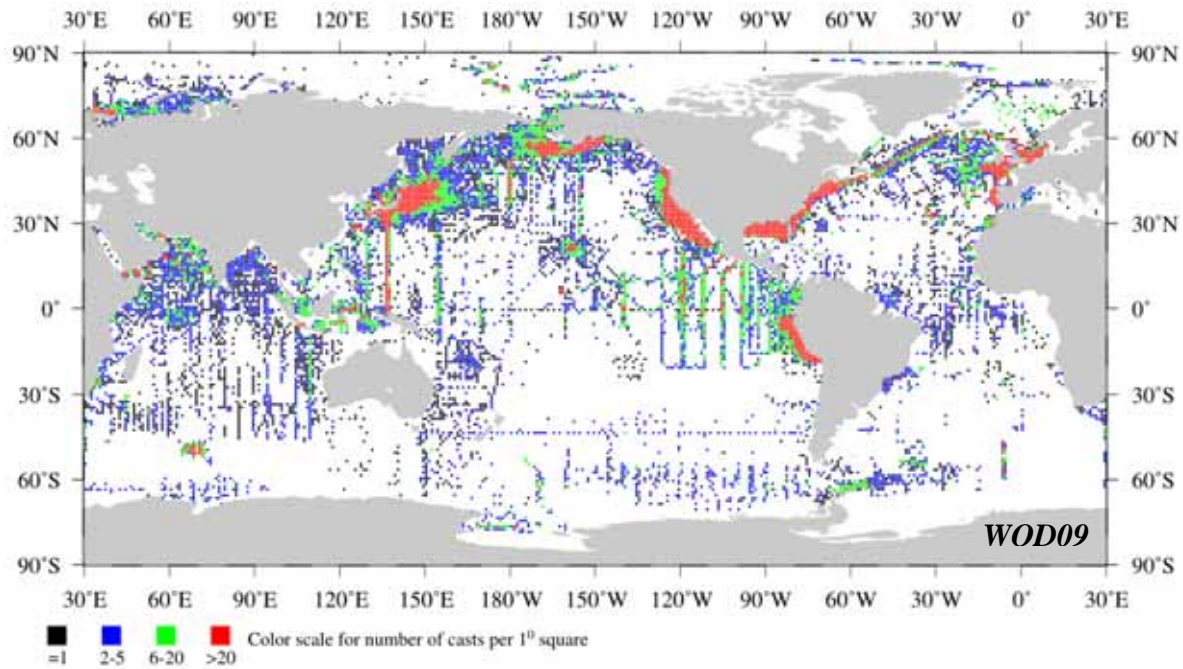 30˚E 60˚E 90˚E 120˚E 150˚E 180˚W 150˚W 120˚W 90˚W 60˚W 30˚W 0˚ 30˚E
90˚N 90˚N
60˚N 60˚N
30˚N 30˚N
0˚ 0˚
30˚S 30˚S
60˚S 60˚S
WOD09
90˚S 90˚S
30˚E 60˚E 90˚E 120˚E 150˚E 180˚W 150˚W 120˚W 90˚W 60˚W 30˚W 0˚ 30˚E
Color scale for number of casts per 1⁰ square
=1 2-5 6-20 >20